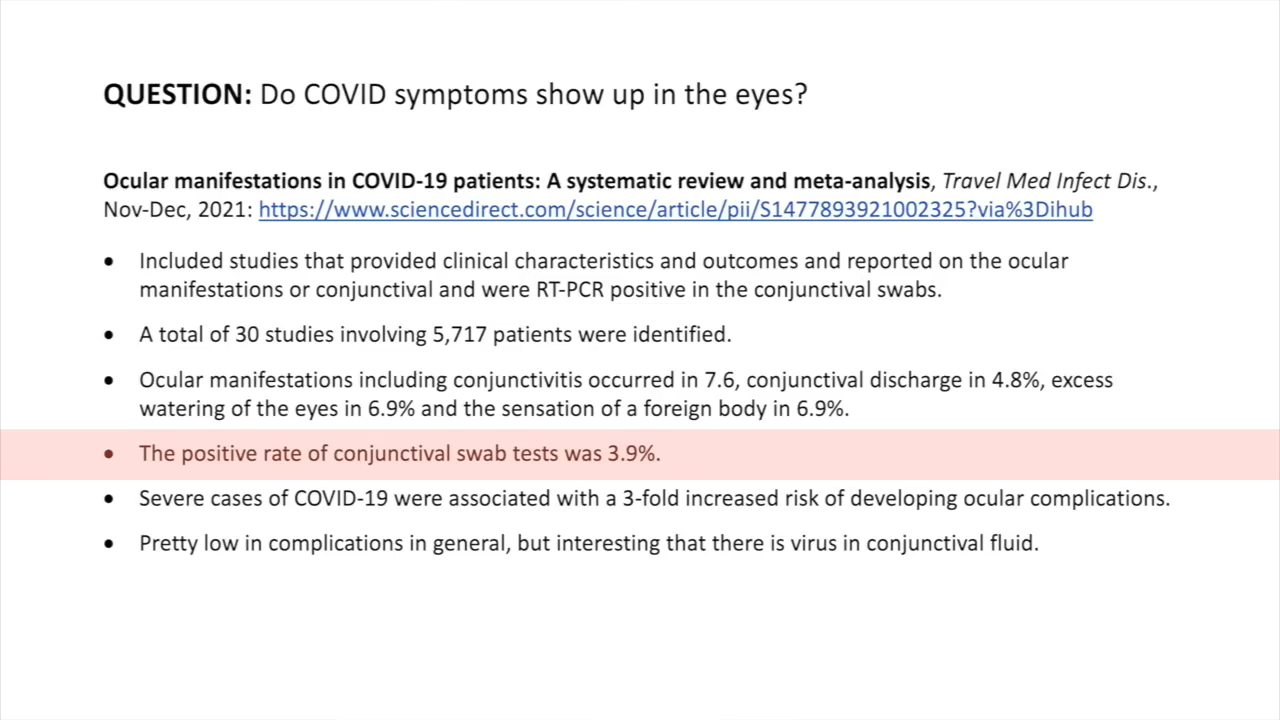 QUESTION: Do COVID symptoms show up in the eyes?
Ocular manifestations in COVID-19 patients: A systematic review and meta-analysis, Travel Med Infect Dis.,
Nov-Dec, 2021: https://www.sciencedirect.com/science/article/pii/S1477893921002325?via%3Dihub
• Included studies that provided clinical characteristics and outcomes and reported on the ocular
manifestations or conjunctival and were RT-PCR positive in the conjunctival swabs.
• A total of 30 studies involving 5,717 patients were identified.
• Ocular manifestations including conjunctivitis occurred in 7.6, conjunctival discharge in 4.8%, excess
watering of the eyes in 6.9% and the sensation of a foreign body in 6.9%.
• The positive rate of conjunctival swab tests was 3.9%.
• Severe cases of COVID-19 were associated with a 3-fold increased risk of developing ocular complications.
• Pretty low in complications in general, but interesting that there is virus in conjunctival fluid.